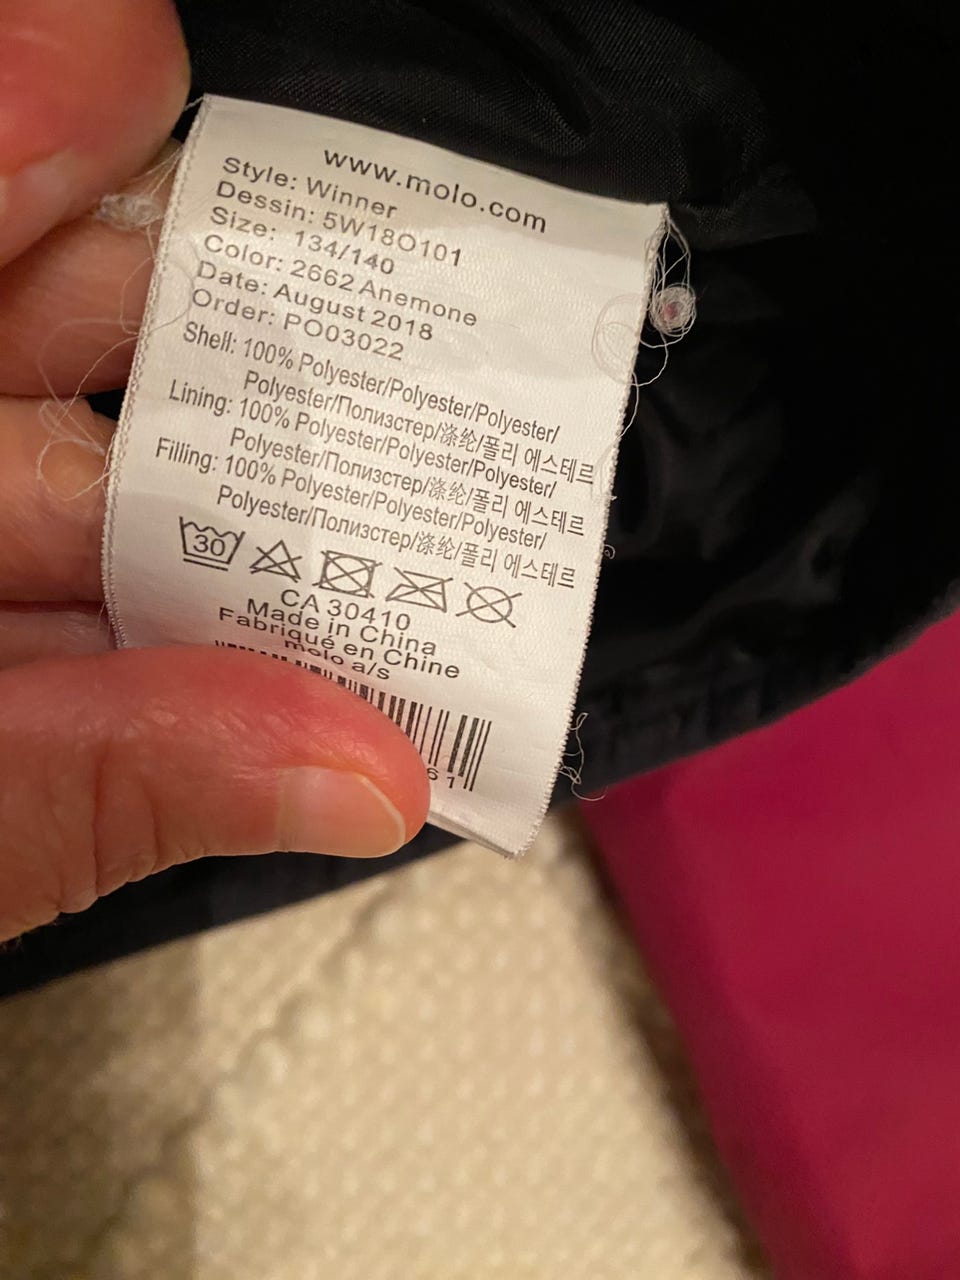 www.molo.com
Style: Winner
Dessin: 5W18O101
Size: 134/140
Color: 2662 Anemone
Date: August 2018
Order: PO03022
Shell: 100% Polyester/Polyester/Polyester/
Polyester/Полиэстер/涤纶/폴리 에스테르
Lining: 100% Polyester/Polyester/Polyester/
Polyester/Полиэстер/涤纶/폴리 에스테르
Filling: 100% Polyester/Polyester/Polyester/
Polyester/Полиэстер/涤纶/폴리 에스테르
30
CA 30410
Made in China
Fabriqué en Chine
molo a/s
61